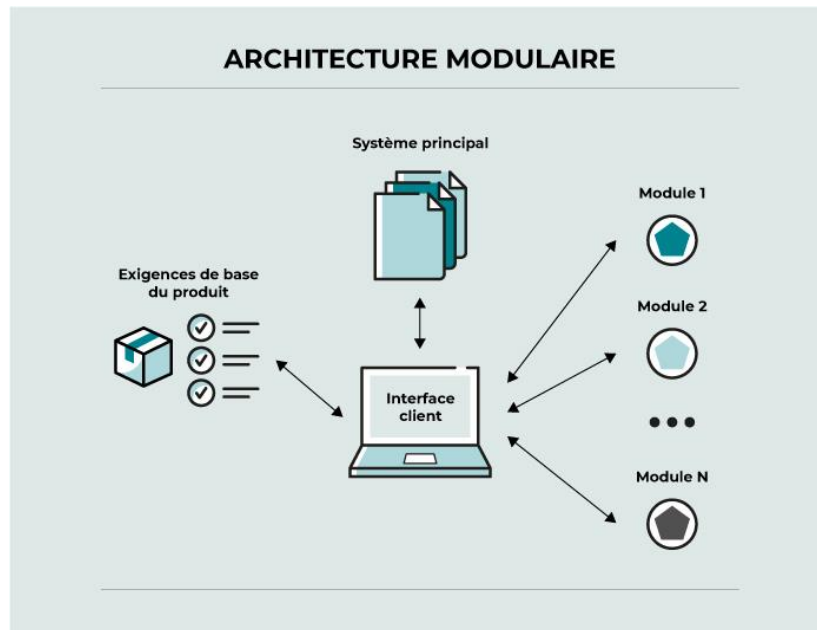 ARCHITECTURE MODULAIRE
Système principal
Module 1
Exigences de base
du produit
Module 2
Interface
client
Module N